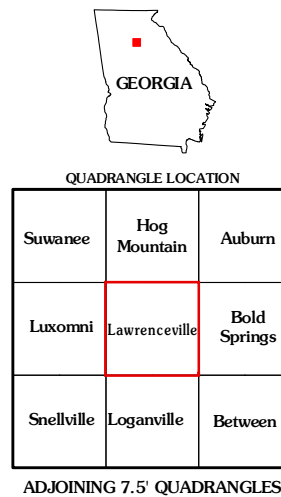 GEORGIA
QUADRANGLE LOCATION
Suwanee
Hog
Mountain
Auburn
Luxomni
Lawrenceville
Bold
Springs
Snellville
Loganville
Between
ADJOINING 7.5' QUADRANGLES